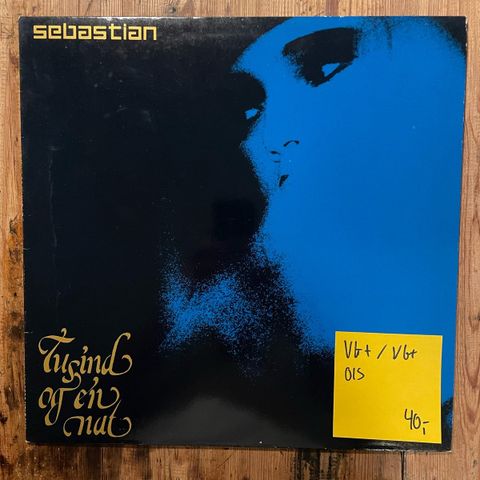 sebastian
Tusind
og én
nat
VG+ / VG+
OIS
40,-